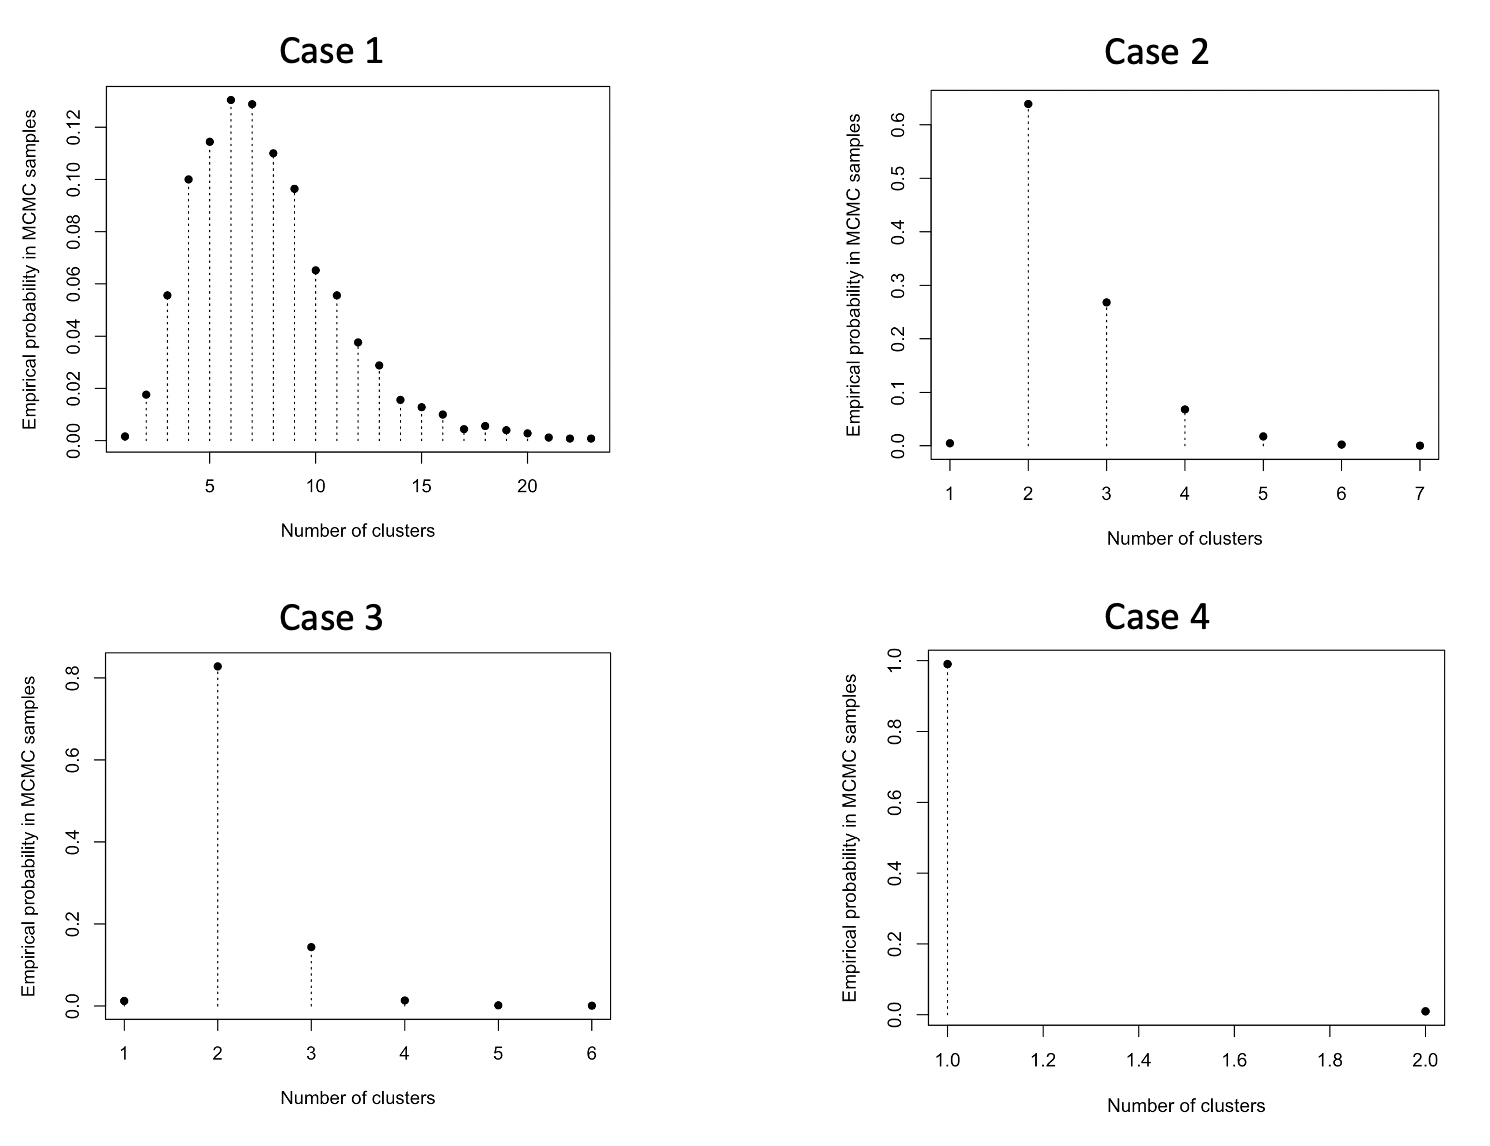 Case 1
Empirical probability in MCMC samples
0.12
0.10
0.08
0.06
0.04
0.02
0.00
5 10 15 20
Number of clusters
Case 2
Empirical probability in MCMC samples
0.6
0.5
0.4
0.3
0.2
0.1
0.0
1 2 3 4 5 6 7
Number of clusters
Case 3
Empirical probability in MCMC samples
0.8
0.6
0.4
0.2
0.0
1 2 3 4 5 6
Number of clusters
Case 4
Empirical probability in MCMC samples
1.0
0.8
0.6
0.4
0.2
0.0
1.0 1.2 1.4 1.6 1.8 2.0
Number of clusters